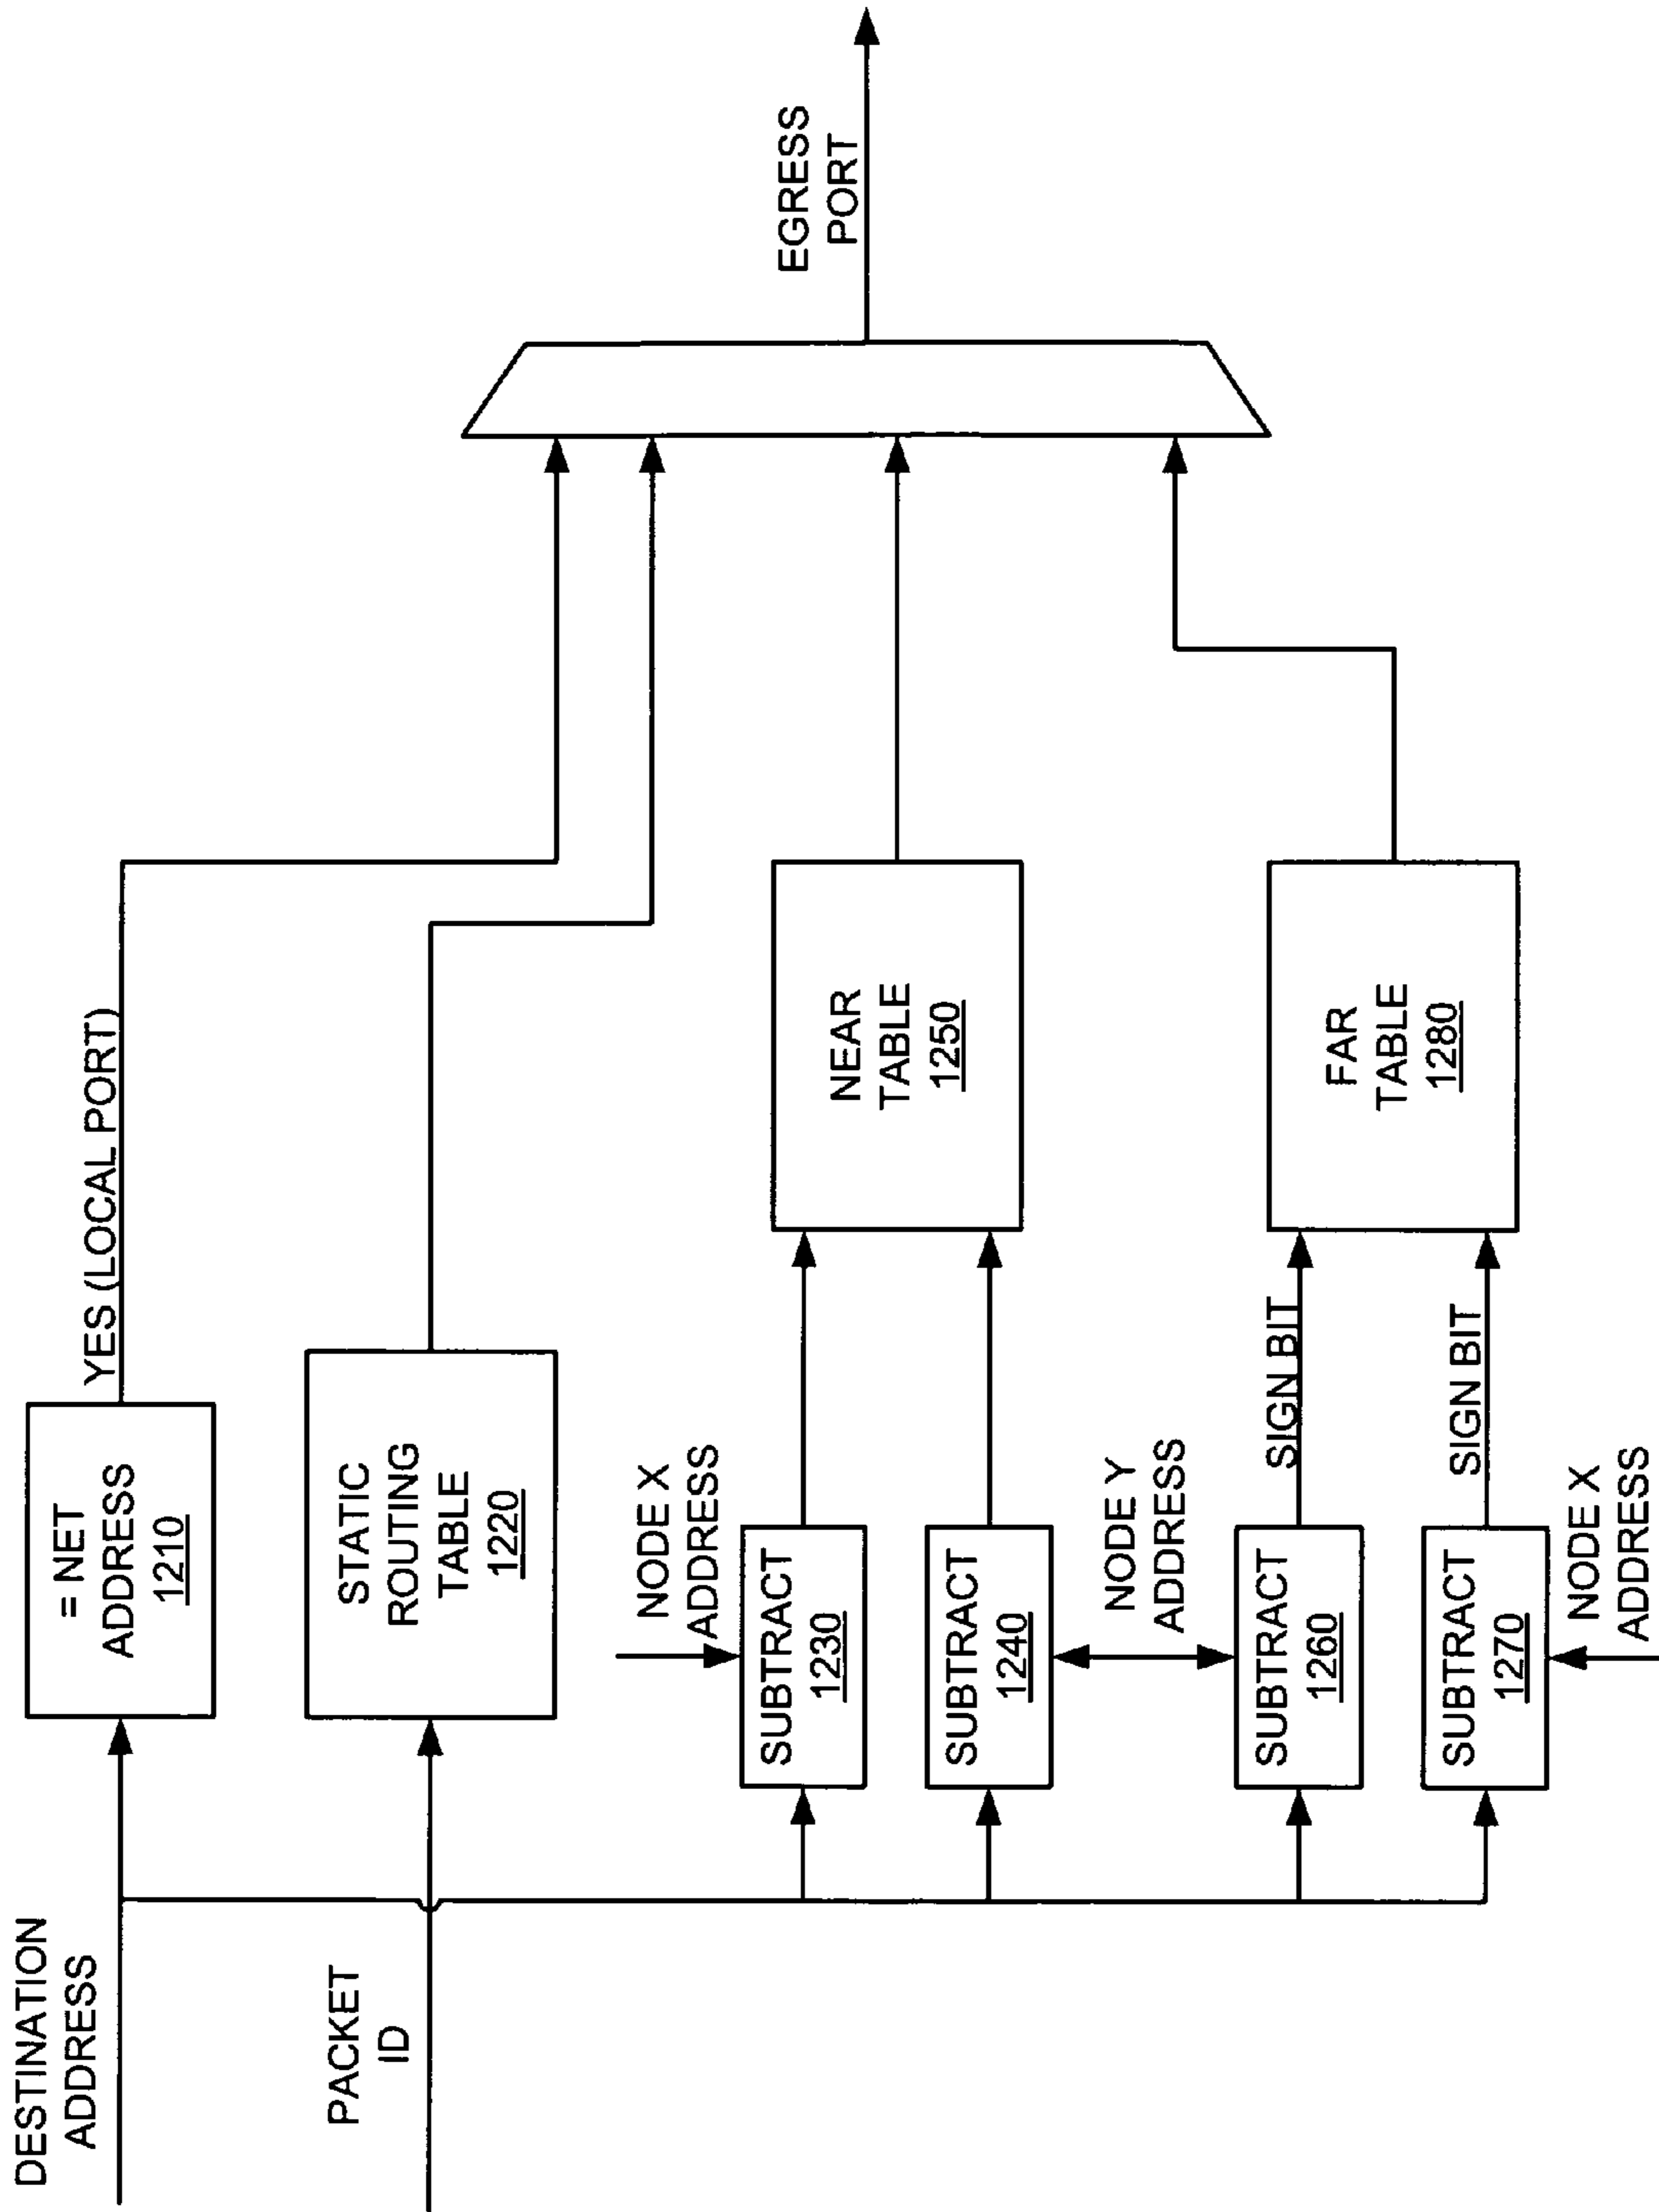 DESTINATION
ADDRESS
= NET
ADDRESS
1210
YES (LOCAL PORT)
PACKET
ID
STATIC
ROUTING
TABLE
1220
NODE X
ADDRESS
SUBTRACT
1230
SUBTRACT
1240
NEAR
TABLE
1250
NODE Y
ADDRESS
SUBTRACT
1260
SIGN BIT
SUBTRACT
1270
SIGN BIT
FAR
TABLE
1280
NODE X
ADDRESS
EGRESS
PORT